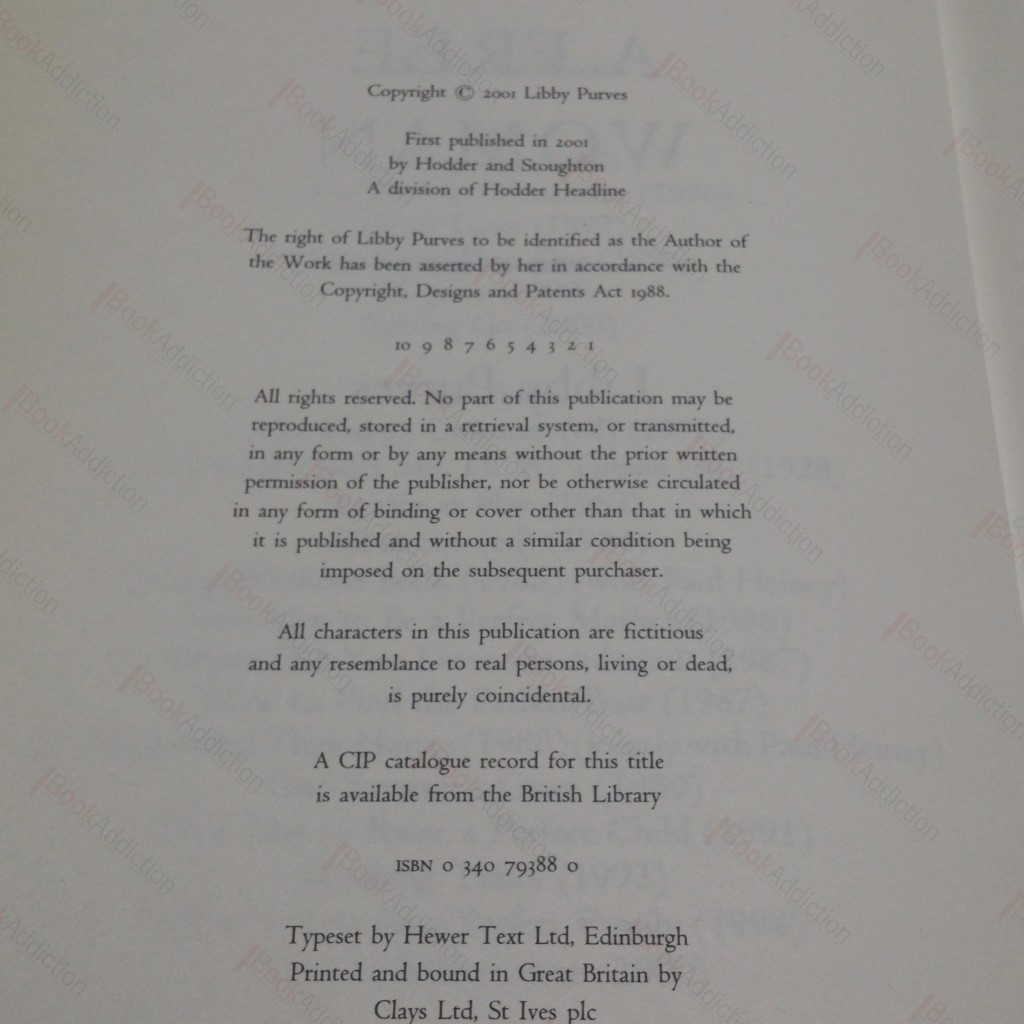 Copyright © 2001 Libby Purves
First published in 2001
by Hodder and Stoughton
A division of Hodder Headline
The right of Libby Purves to be identified as the Author of
the Work has been asserted by her in accordance with the
Copyright, Designs and Patents Act 1988.
10 9 8 7 6 5 4 3 2 1
All rights reserved. No part of this publication may be
reproduced, stored in a retrieval system, or transmitted,
in any form or by any means without the prior written
permission of the publisher, nor be otherwise circulated
in any form of binding or cover other than that in which
it is published and without a similar condition being
imposed on the subsequent purchaser.
All characters in this publication are fictitious
and any resemblance to real persons, living or dead,
is purely coincidental.
A CIP catalogue record for this title
is available from the British Library
ISBN 0 340 79388 0
Typeset by Hewer Text Ltd, Edinburgh
Printed and bound in Great Britain by
Clays Ltd, St Ives plc